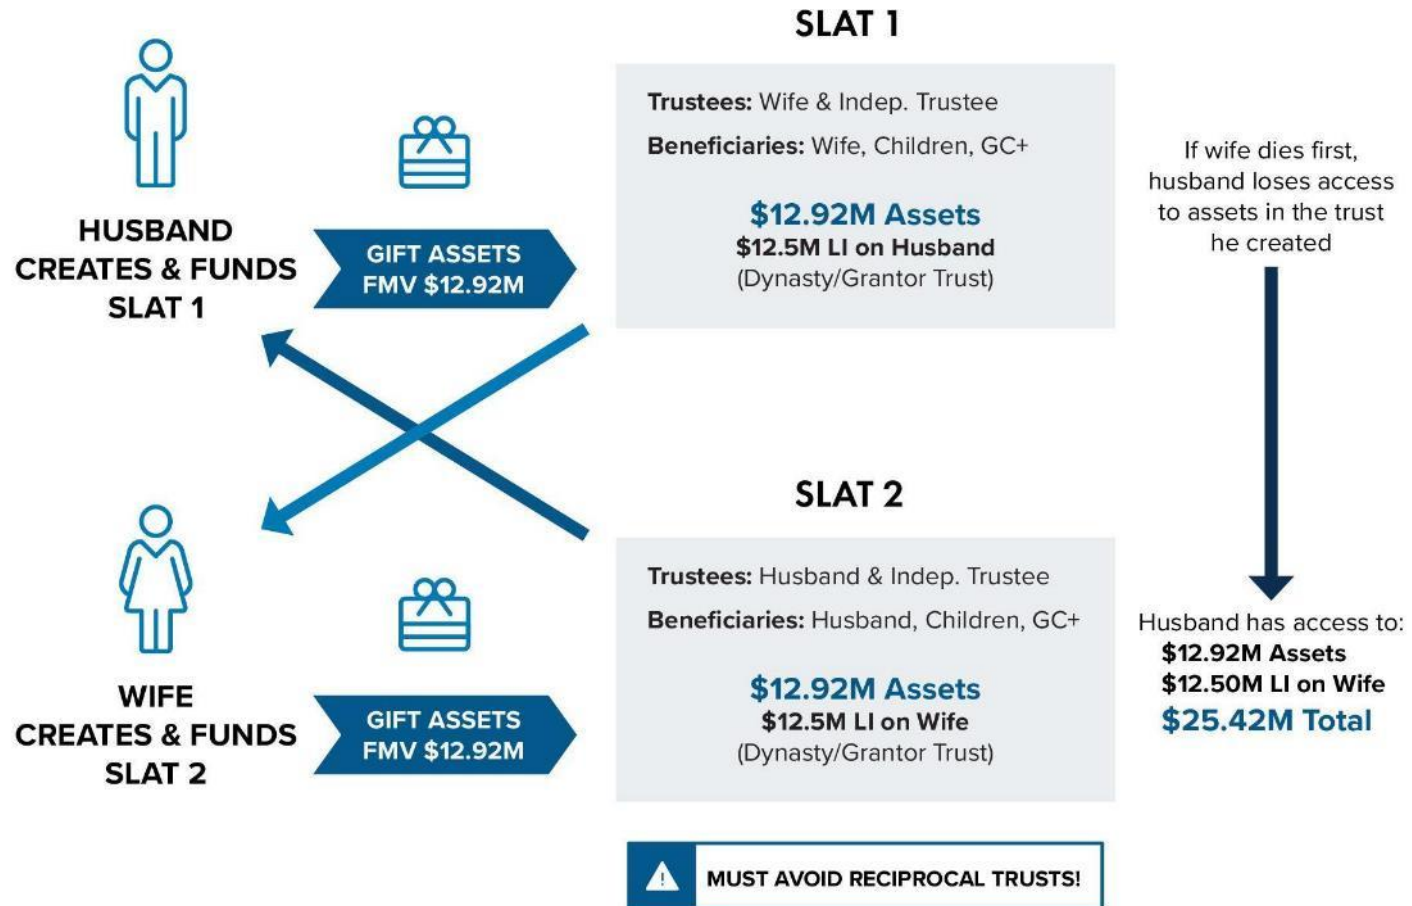 SLAT 1
Trustees: Wife & Indep. Trustee
Beneficiaries: Wife, Children, GC+
$12.92M Assets
$12.5M LI on Husband
(Dynasty/Grantor Trust)
HUSBAND
CREATES & FUNDS
SLAT 1
GIFT ASSETS
FMV $12.92M
If wife dies first,
husband loses access
to assets in the trust
he created
SLAT 2
Trustees: Husband & Indep. Trustee
Beneficiaries: Husband, Children, GC+
$12.92M Assets
$12.5M LI on Wife
(Dynasty/Grantor Trust)
WIFE
CREATES & FUNDS
SLAT 2
GIFT ASSETS
FMV $12.92M
Husband has access to:
$12.92M Assets
$12.50M LI on Wife
$25.42M Total
! MUST AVOID RECIPROCAL TRUSTS!